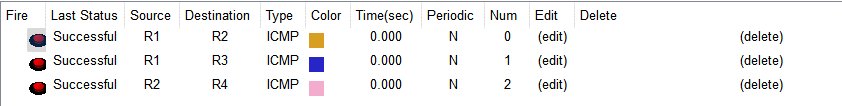 Fire Last Status Source Destination Type Color Time(sec) Periodic Num Edit Delete
Successful R1 R2 ICMP 0.000 N 0 (edit) (delete)
Successful R1 R3 ICMP 0.000 N 1 (edit) (delete)
Successful R2 R4 ICMP 0.000 N 2 (edit) (delete)